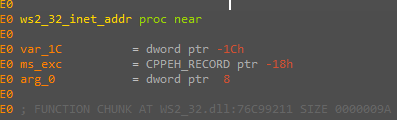 E0
E0 ws2_32_inet_addr proc near
E0
E0 var_1C = dword ptr -1Ch
E0 ms_exc = CPPEH_RECORD ptr -18h
E0 arg_0 = dword ptr 8
E0
E0 ; FUNCTION CHUNK AT WS2_32.dll:76C99211 SIZE 0000009A